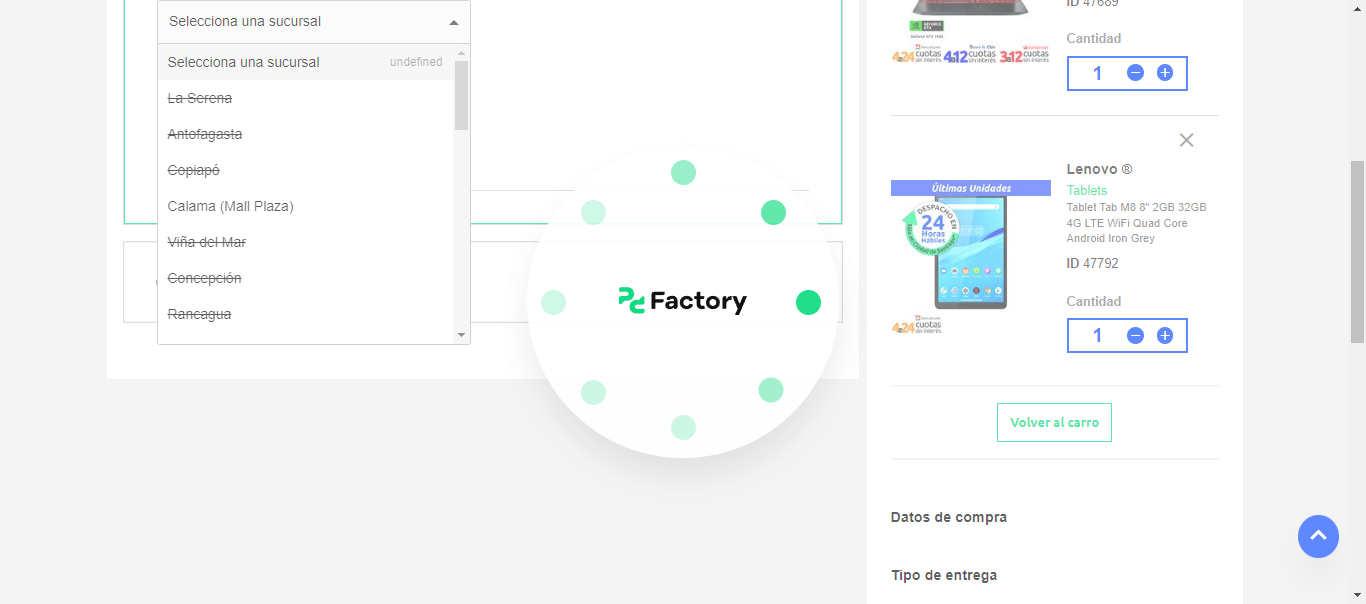 Selecciona una sucursal
Selecciona una sucursal undefined
La Serena
Antofagasta
Copiapó
Calama (Mall Plaza)
Viña del Mar
Concepción
Rancagua
Factory
ID 47689
4a24 cuotas sin interés 4a12 cuotas sin interés 3a12 cuotas sin interés
Cantidad
1
Lenovo ®
Tablets
Tablet Tab M8 8" 2GB 32GB
4G LTE WiFi Quad Core
Android Iron Grey
ID 47792
Últimas Unidades
DESPACHO EN
24
Horas
Hábiles
4a24 cuotas sin interés
Cantidad
1
Volver al carro
Datos de compra
Tipo de entrega